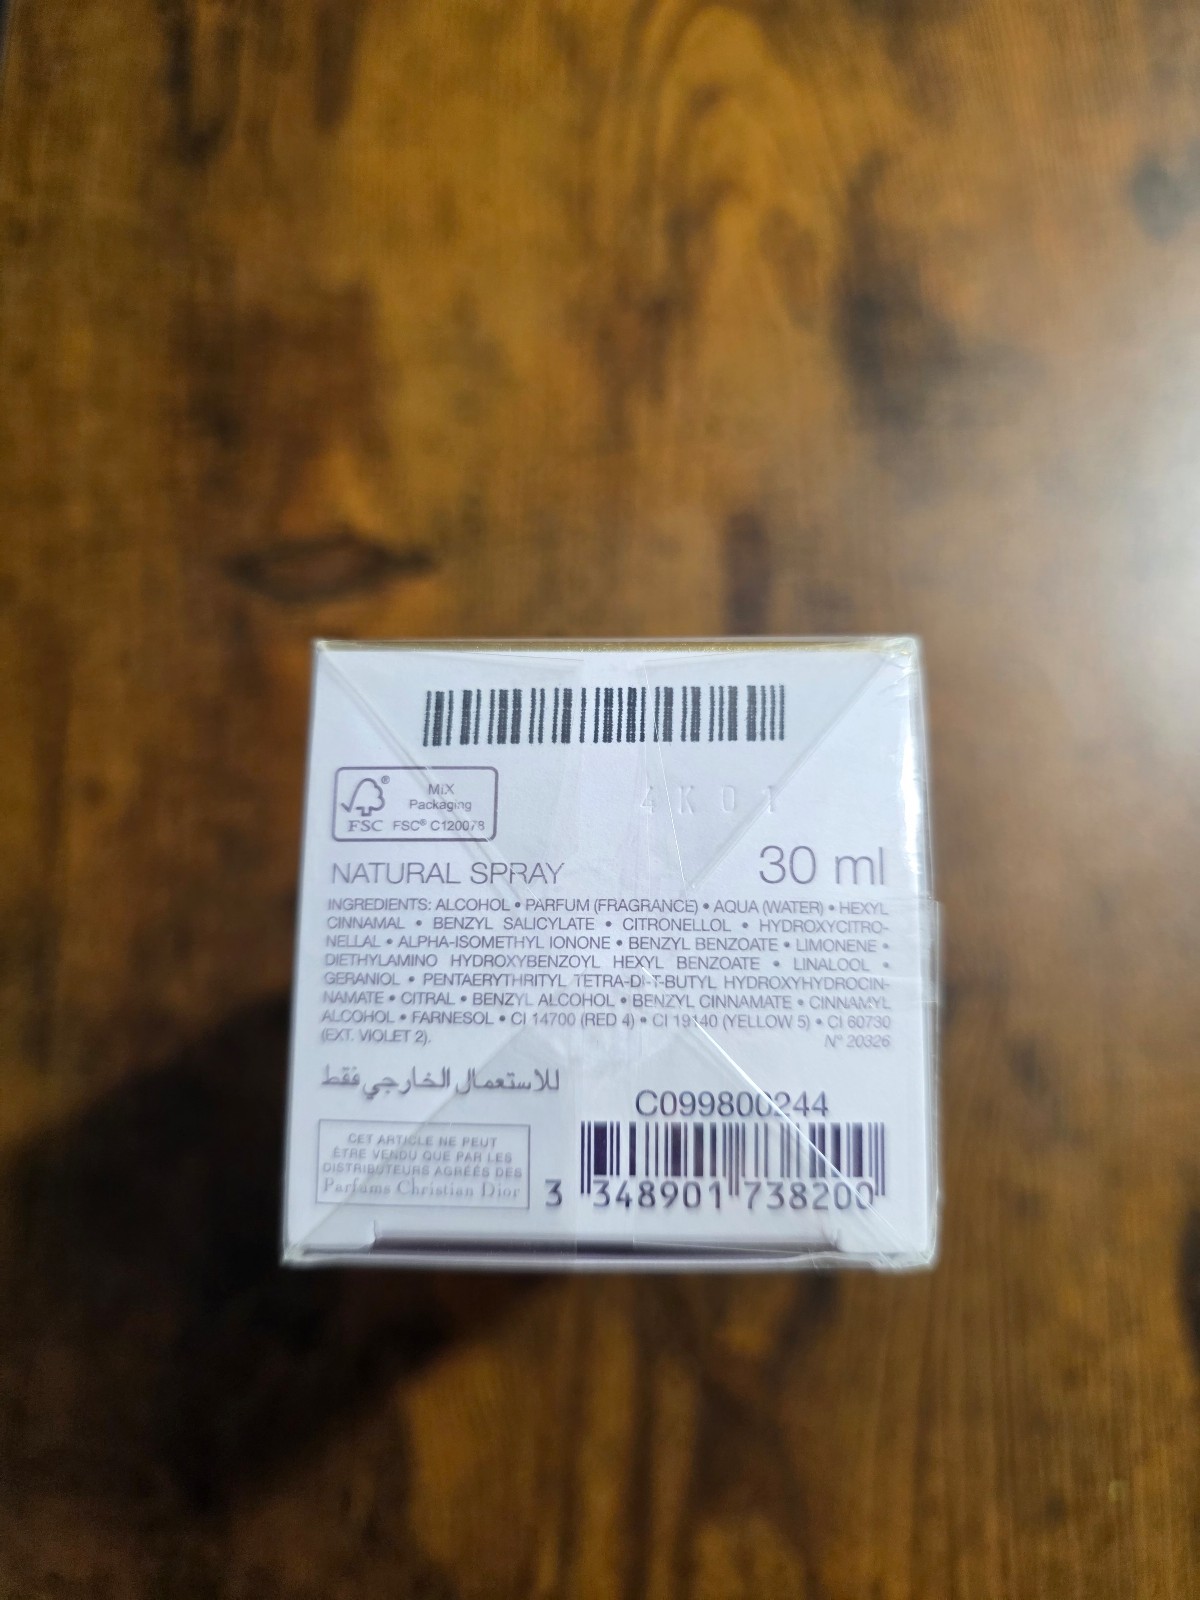 MIX
Packaging
FSC FSC® C120078
4K01
NATURAL SPRAY 30 ml
INGREDIENTS: ALCOHOL • PARFUM (FRAGRANCE) • AQUA (WATER) • HEXYL
CINNAMAL • BENZYL SALICYLATE • CITRONELLOL • HYDROXYCITRO-
NELLAL • ALPHA-ISOMETHYL IONONE • BENZYL BENZOATE • LIMONENE •
DIETHYLAMINO HYDROXYBENZOYL HEXYL BENZOATE • LINALOOL •
GERANIOL • PENTAERYTHRITYL TETRA-DI-T-BUTYL HYDROXYHYDROCIN-
NAMATE • CITRAL • BENZYL ALCOHOL • BENZYL CINNAMATE • CINNAMYL
ALCOHOL • FARNESOL • CI 14700 (RED 4) • CI 19140 (YELLOW 5) • CI 60730
(EXT. VIOLET 2). N° 20326
للاستعمال الخارجي فقط
C099800244
CET ARTICLE NE PEUT
ÊTRE VENDU QUE PAR LES
DISTRIBUTEURS AGRÉÉS DES
Parfums Christian Dior
3 348901 738200